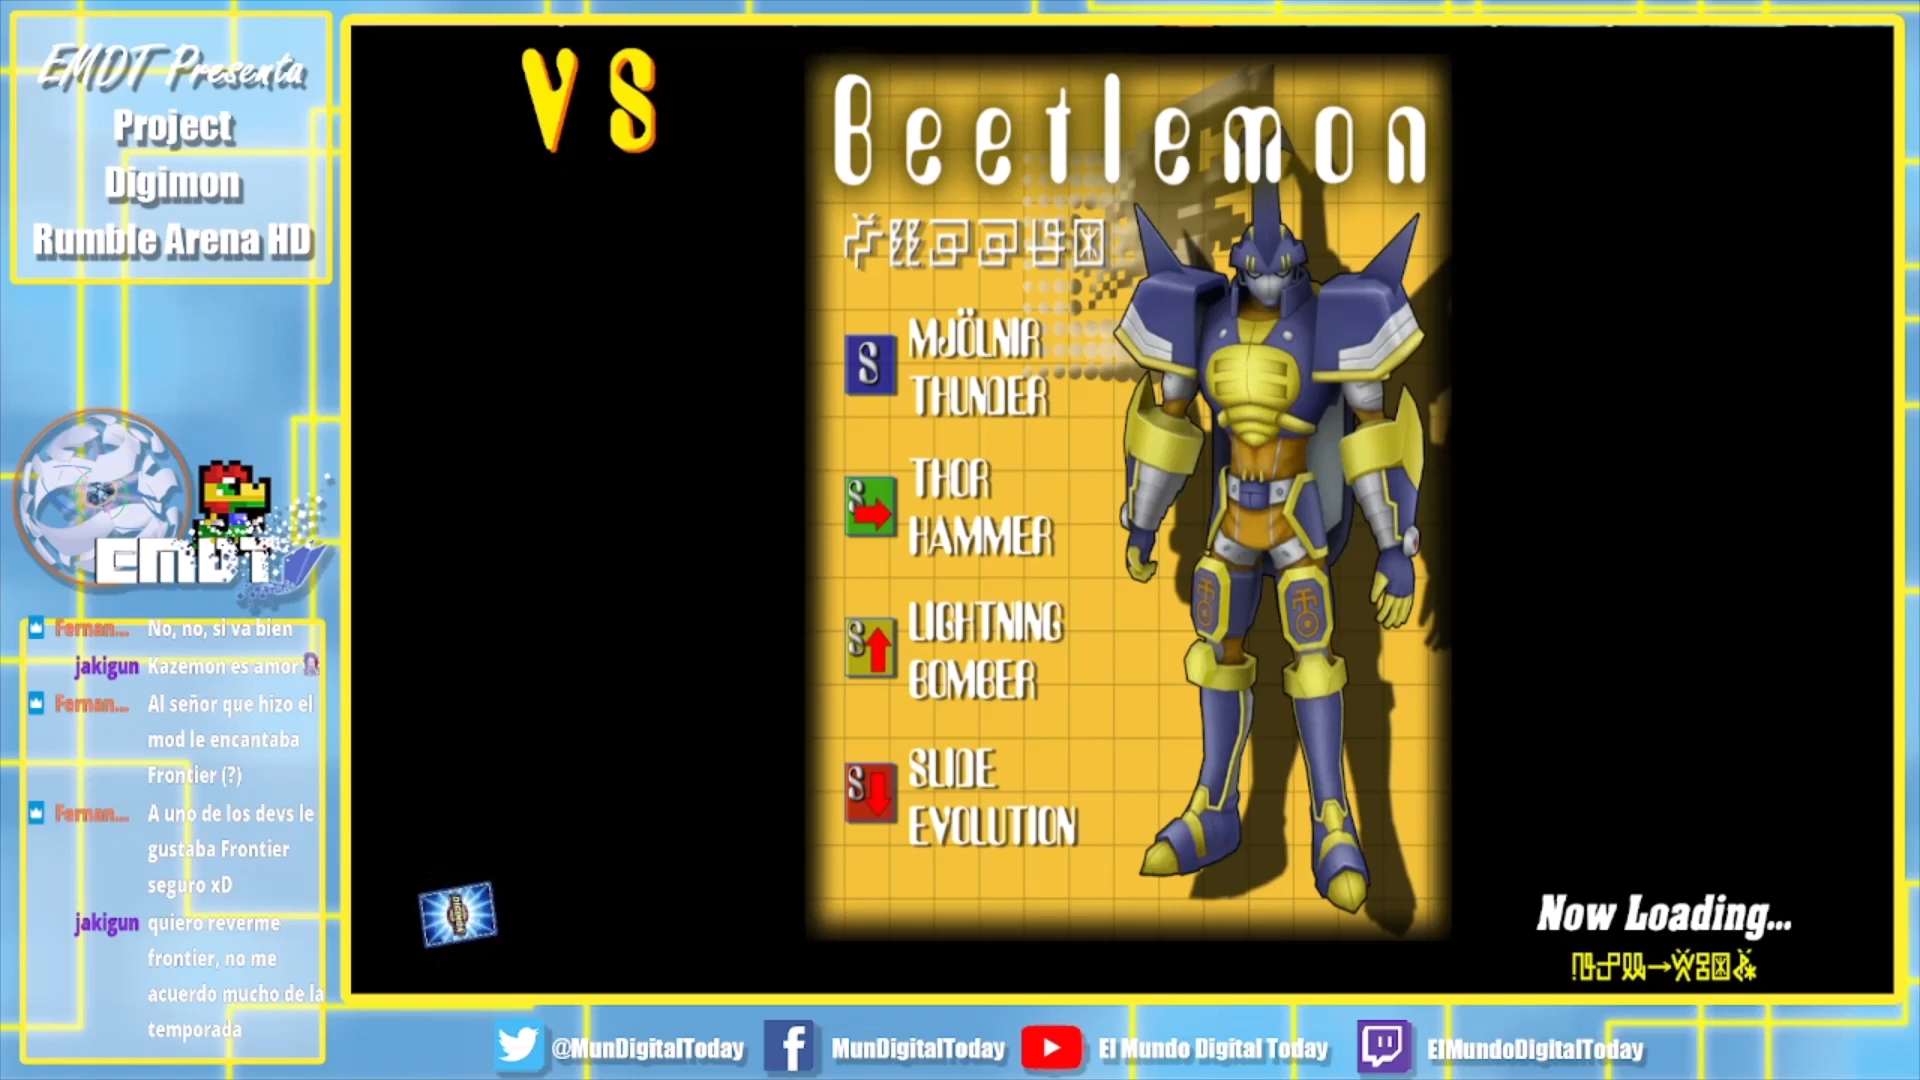 EMDT Presenta
Project
Digimon
Rumble Arena HD
EMDT
Fernan... No, no, si va bien
jakigun Kazemon es amor
Fernan... Al señor que hizo el
mod le encantaba
Frontier (?)
Fernan... A uno de los devs le
gustaba Frontier
seguro xD
jakigun quiero reverme
frontier, no me
acuerdo mucho de la
temporada
VS
Beetlemon
S MJÖLNIR
THUNDER
S THOR
HAMMER
S LIGHTNING
BOMBER
S SLIDE
EVOLUTION
Now Loading...
@MunDigitalToday MunDigitalToday El Mundo Digital Today ElMundoDigitalToday